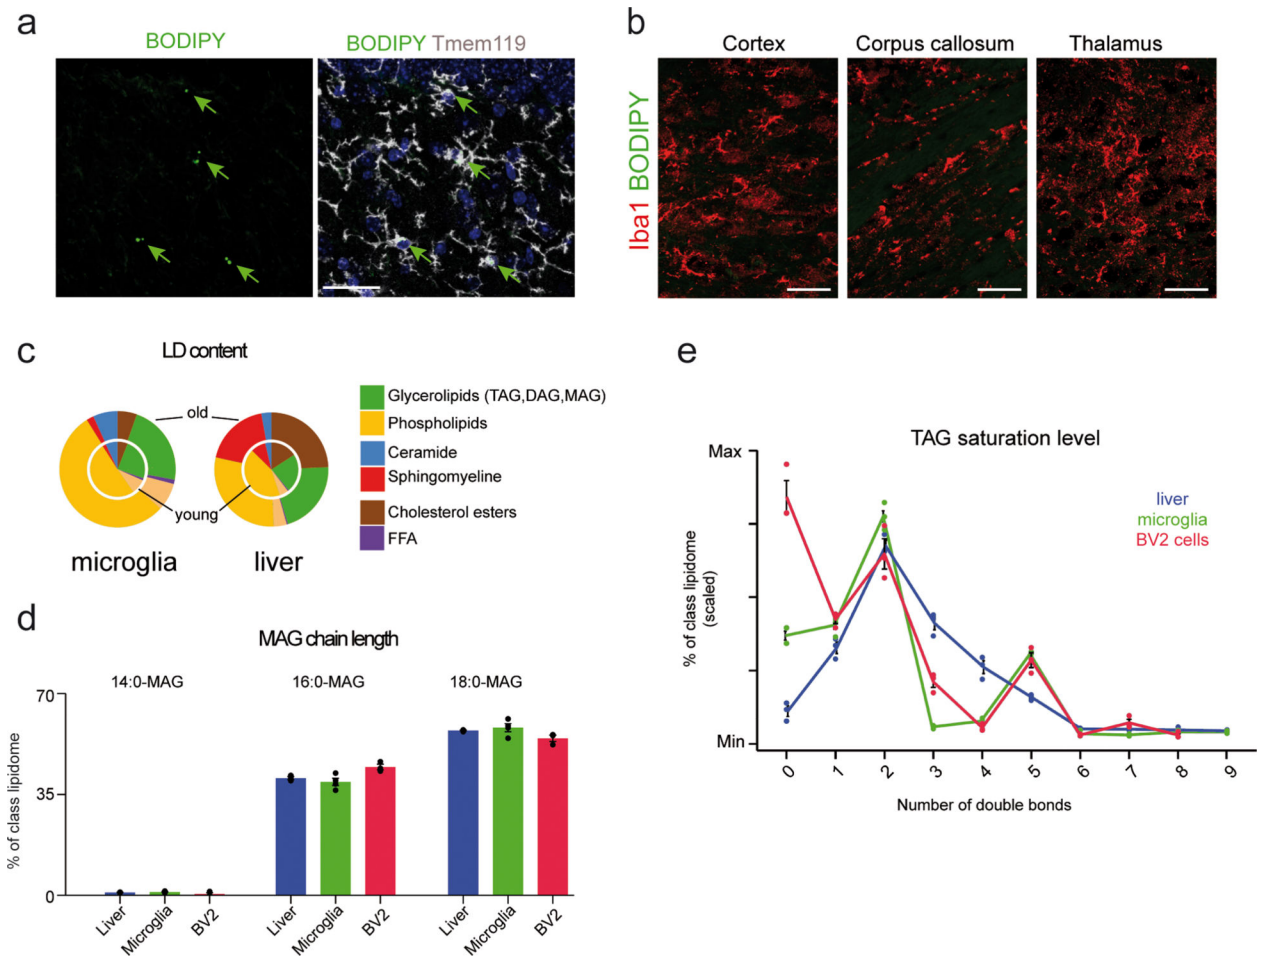 a
BODIPY
BODIPY Tmem119
b
Cortex
Corpus callosum
Thalamus
Iba1 BODIPY
c
LD content
old
young
microglia
liver
Glycerolipids (TAG,DAG,MAG)
Phospholipids
Ceramide
Sphingomyeline
Cholesterol esters
FFA
d
MAG chain length
14:0-MAG
16:0-MAG
18:0-MAG
% of class lipidome
70
35
0
Liver
Microglia
BV2
Liver
Microglia
BV2
Liver
Microglia
BV2
e
TAG saturation level
Max
Min
% of class lipidome
(scaled)
liver
microglia
BV2 cells
0 1 2 3 4 5 6 7 8 9
Number of double bonds